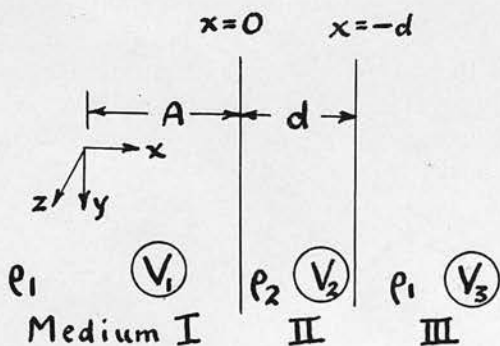 x=0 x=-d
A d
x
z y
ρ₁ V₁ ρ₂ V₂ ρ₁ V₃
Medium I II III